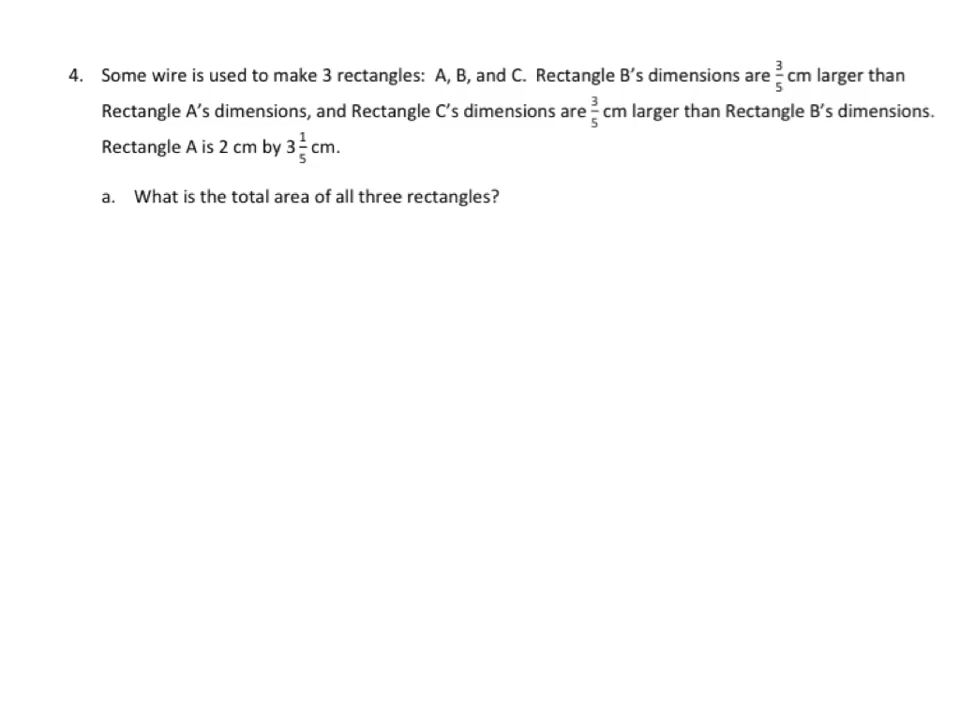 4. Some wire is used to make 3 rectangles: A, B, and C. Rectangle B’s dimensions are 3/5 cm larger than
Rectangle A’s dimensions, and Rectangle C’s dimensions are 3/5 cm larger than Rectangle B’s dimensions.
Rectangle A is 2 cm by 3 1/5 cm.
a. What is the total area of all three rectangles?